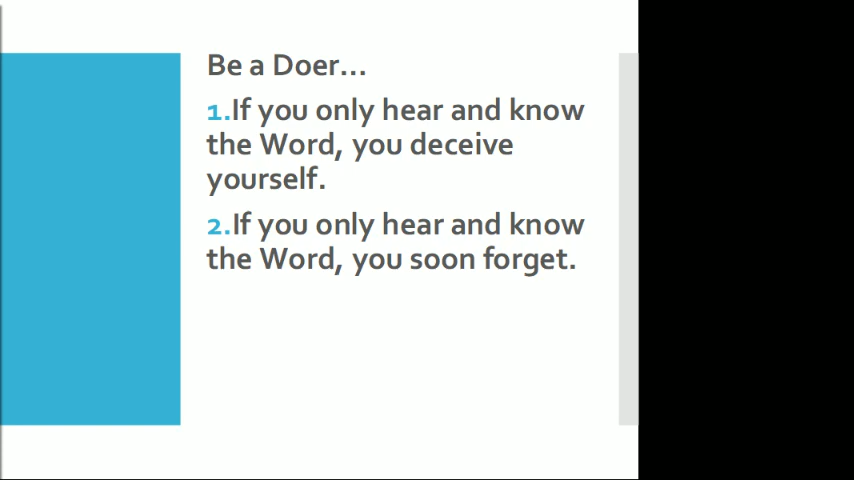 Be a Doer...
1.If you only hear and know
the Word, you deceive
yourself.
2.If you only hear and know
the Word, you soon forget.